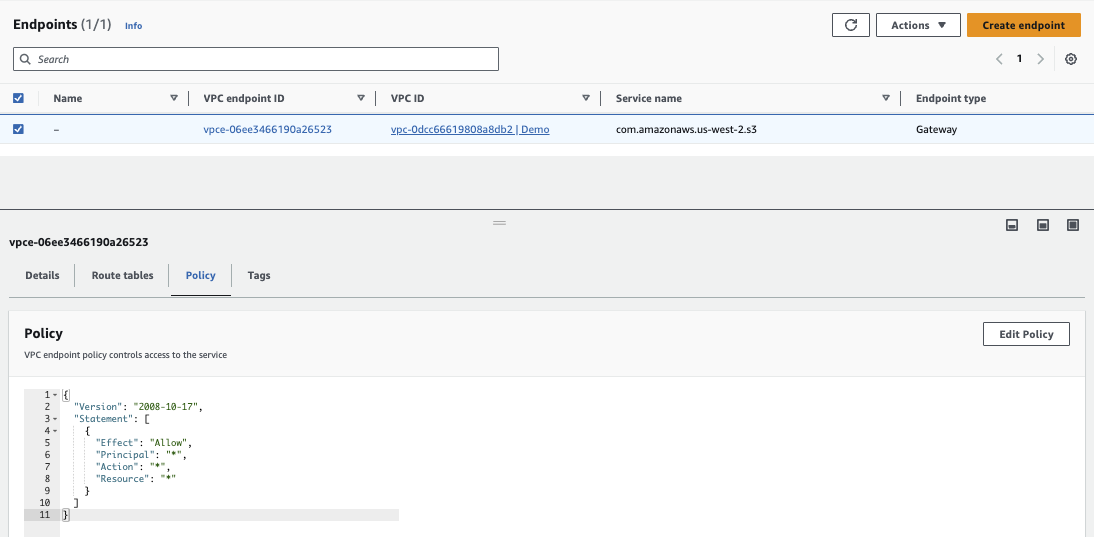 Endpoints (1/1) Info
Actions ▼ Create endpoint
Search
1
Name VPC endpoint ID VPC ID Service name Endpoint type
– vpce-06ee3466190a26523 vpc-0dcc66619808a8db2 | Demo com.amazonaws.us-west-2.s3 Gateway
vpce-06ee3466190a26523
Details Route tables Policy Tags
Policy
Edit Policy
VPC endpoint policy controls access to the service
1 {
2 "Version": "2008-10-17",
3 "Statement": [
4 {
5 "Effect": "Allow",
6 "Principal": "*",
7 "Action": "*",
8 "Resource": "*"
9 }
10 ]
11 }